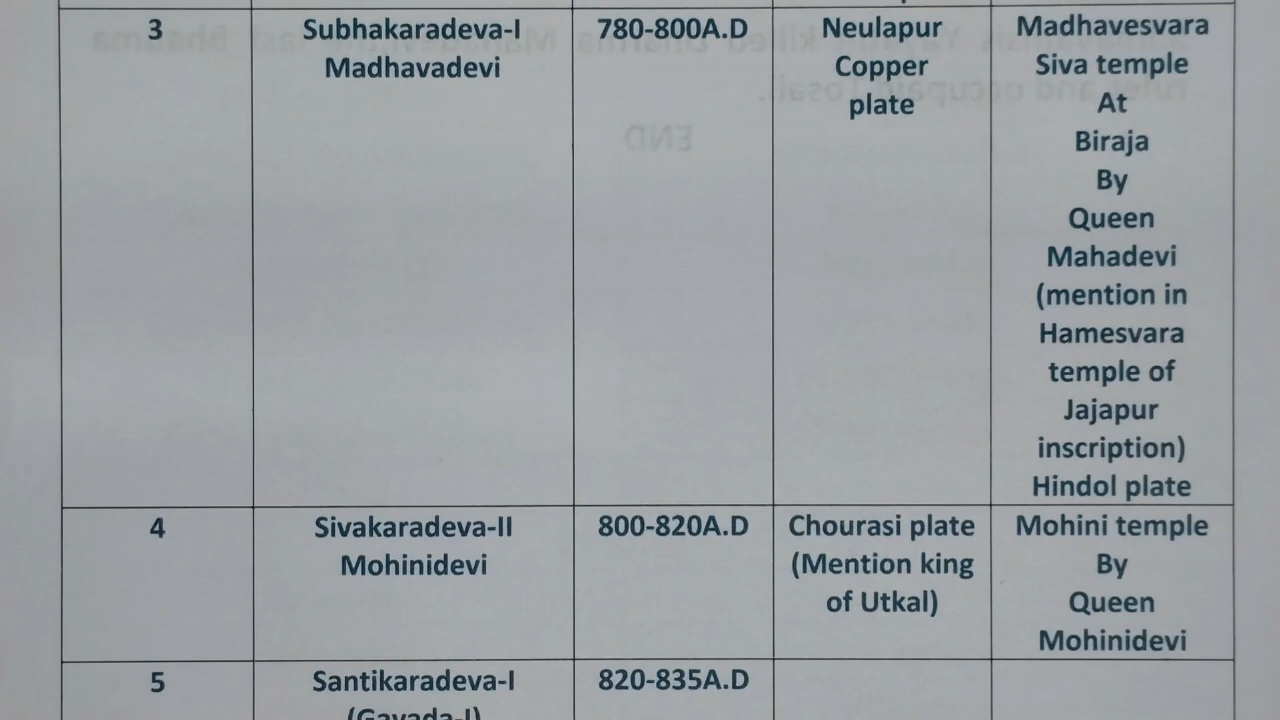 3
Subhakaradeva-I
Madhavadevi
780-800A.D
Neulapur
Copper
plate
Madhavesvara
Siva temple
At
Biraja
By
Queen
Mahadevi
(mention in
Hamesvara
temple of
Jajapur
inscription)
Hindol plate
4
Sivakaradeva-II
Mohinidevi
800-820A.D
Chourasi plate
(Mention king
of Utkal)
Mohini temple
By
Queen
Mohinidevi
5
Santikaradeva-I
(Gayada-I)
820-835A.D